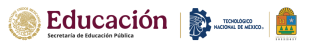 Educación
Secretaría de Educación Pública
TECNOLÓGICO
NACIONAL DE MÉXICO